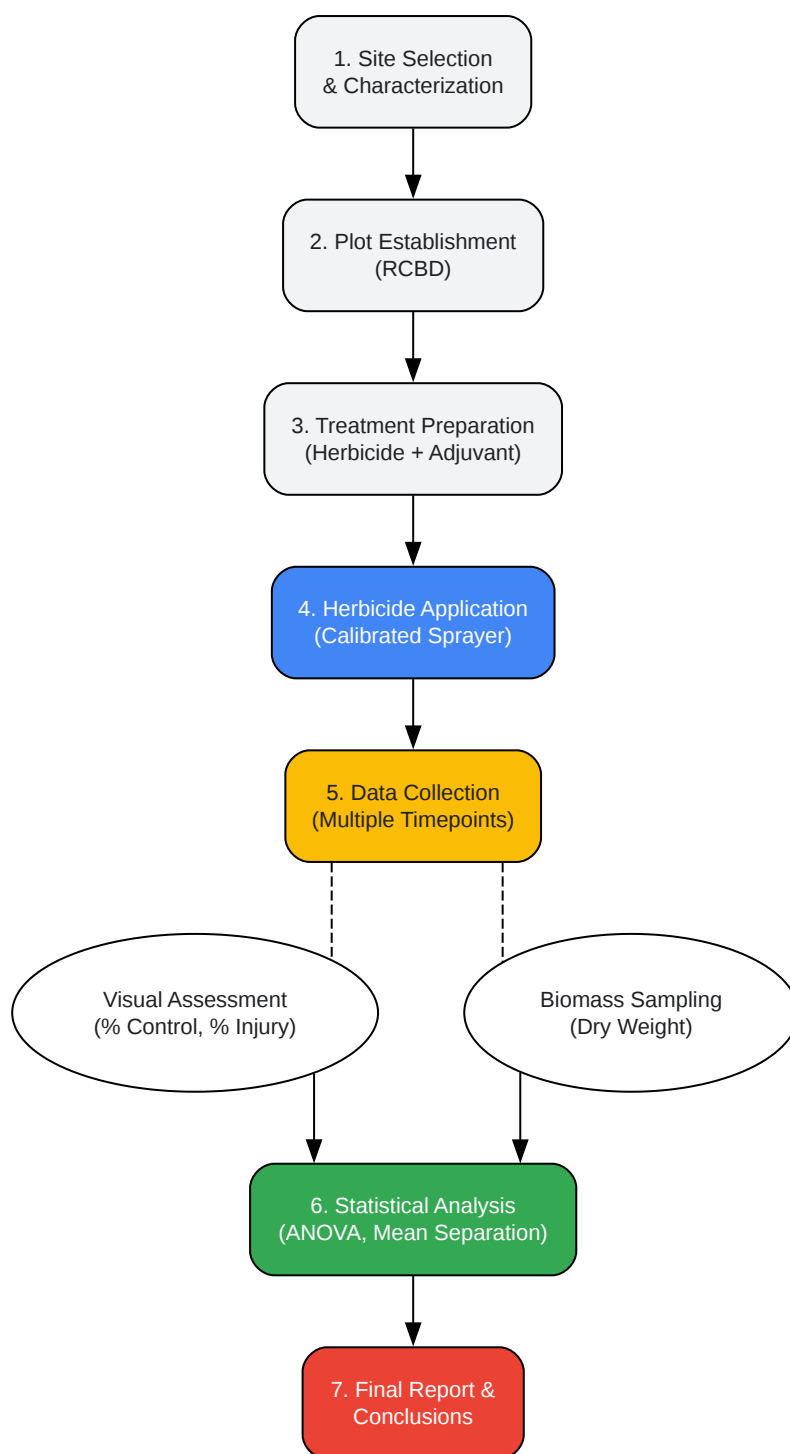 1. Site Selection
& Characterization
2. Plot Establishment
(RCBD)
3. Treatment Preparation
(Herbicide + Adjuvant)
4. Herbicide Application
(Calibrated Sprayer)
5. Data Collection
(Multiple Timepoints)
Visual Assessment
(% Control, % Injury)
Biomass Sampling
(Dry Weight)
6. Statistical Analysis
(ANOVA, Mean Separation)
7. Final Report &
Conclusions